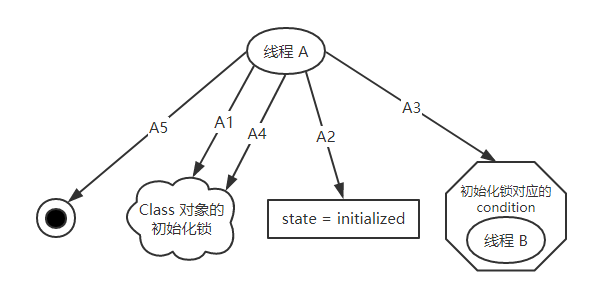 线程 A
A5
A1
A4
A2
A3
Class 对象的
初始化锁
state = initialized
初始化锁对应的
condition
线程 B